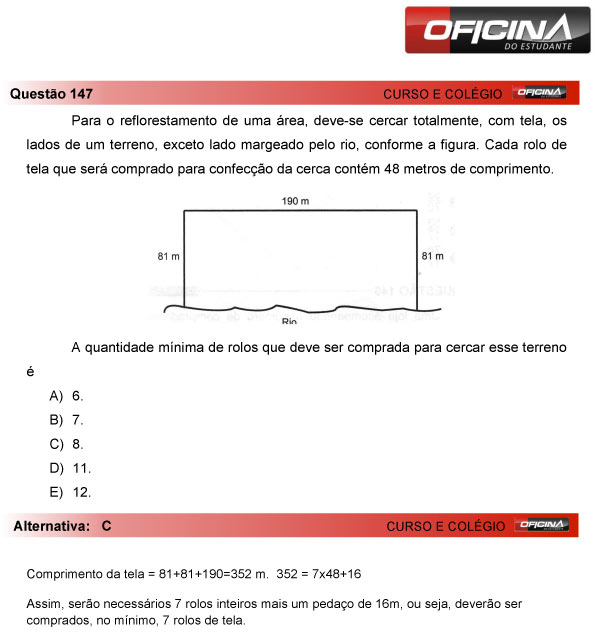 OFICINA
DO ESTUDANTE
Questão 147
CURSO E COLÉGIO OFICINA
Para o reflorestamento de uma área, deve-se cercar totalmente, com tela, os
lados de um terreno, exceto lado margeado pelo rio, conforme a figura. Cada rolo de
tela que será comprado para confecção da cerca contém 48 metros de comprimento.
190 m
81 m
81 m
Rio
A quantidade mínima de rolos que deve ser comprada para cercar esse terreno
é
A) 6.
B) 7.
C) 8.
D) 11.
E) 12.
Alternativa: C
CURSO E COLÉGIO OFICINA
Comprimento da tela = 81+81+190=352 m. 352 = 7x48+16
Assim, serão necessários 7 rolos inteiros mais um pedaço de 16m, ou seja, deverão ser
comprados, no mínimo, 7 rolos de tela.